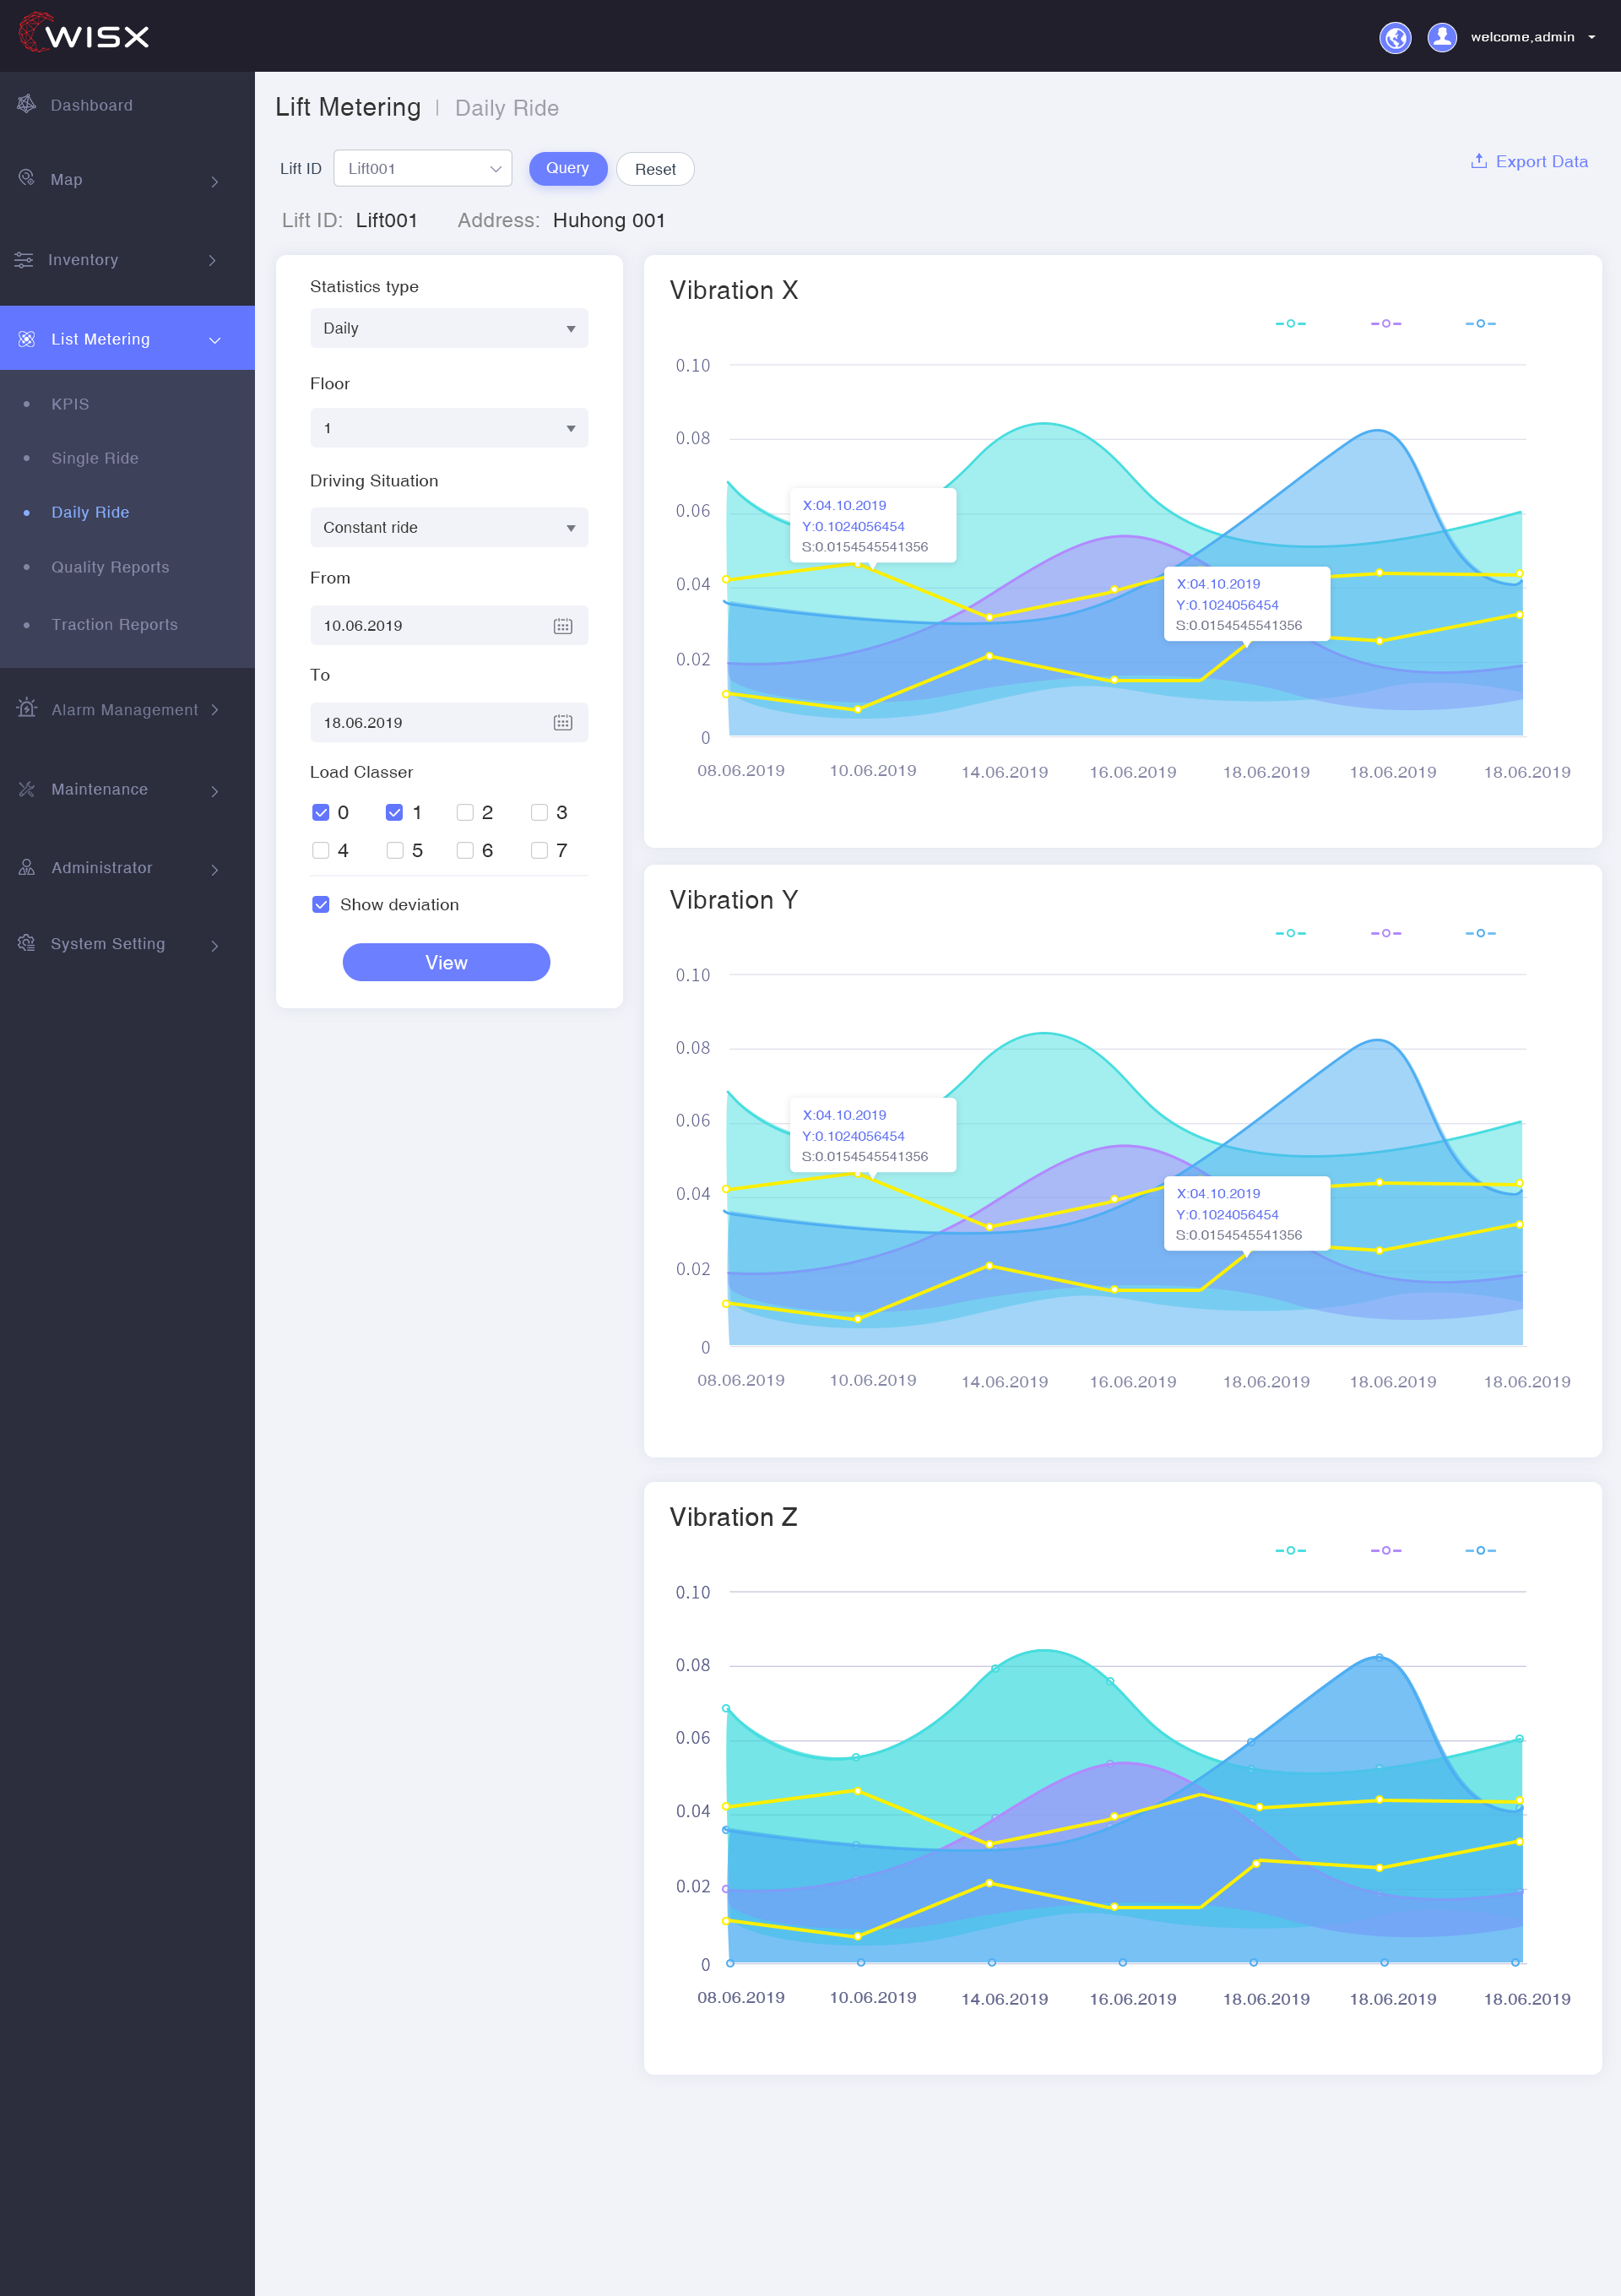 WISX
welcome,admin
Dashboard
Map
Inventory
List Metering
KPIS
Single Ride
Daily Ride
Quality Reports
Traction Reports
Alarm Management
Maintenance
Administrator
System Setting
Lift Metering | Daily Ride
Lift ID Lift001 Query Reset
Export Data
Lift ID: Lift001 Address: Huhong 001
Statistics type
Daily
Floor
1
Driving Situation
Constant ride
From
10.06.2019
To
18.06.2019
Load Classer
0 1 2 3
4 5 6 7
Show deviation
View
Vibration X
0.10
0.08
0.06
0.04
0.02
0
X:04.10.2019
Y:0.1024056454
S:0.0154545541356
X:04.10.2019
Y:0.1024056454
S:0.0154545541356
08.06.2019 10.06.2019 14.06.2019 16.06.2019 18.06.2019 18.06.2019 18.06.2019
Vibration Y
0.10
0.08
0.06
0.04
0.02
0
X:04.10.2019
Y:0.1024056454
S:0.0154545541356
X:04.10.2019
Y:0.1024056454
S:0.0154545541356
08.06.2019 10.06.2019 14.06.2019 16.06.2019 18.06.2019 18.06.2019 18.06.2019
Vibration Z
0.10
0.08
0.06
0.04
0.02
0
08.06.2019 10.06.2019 14.06.2019 16.06.2019 18.06.2019 18.06.2019 18.06.2019